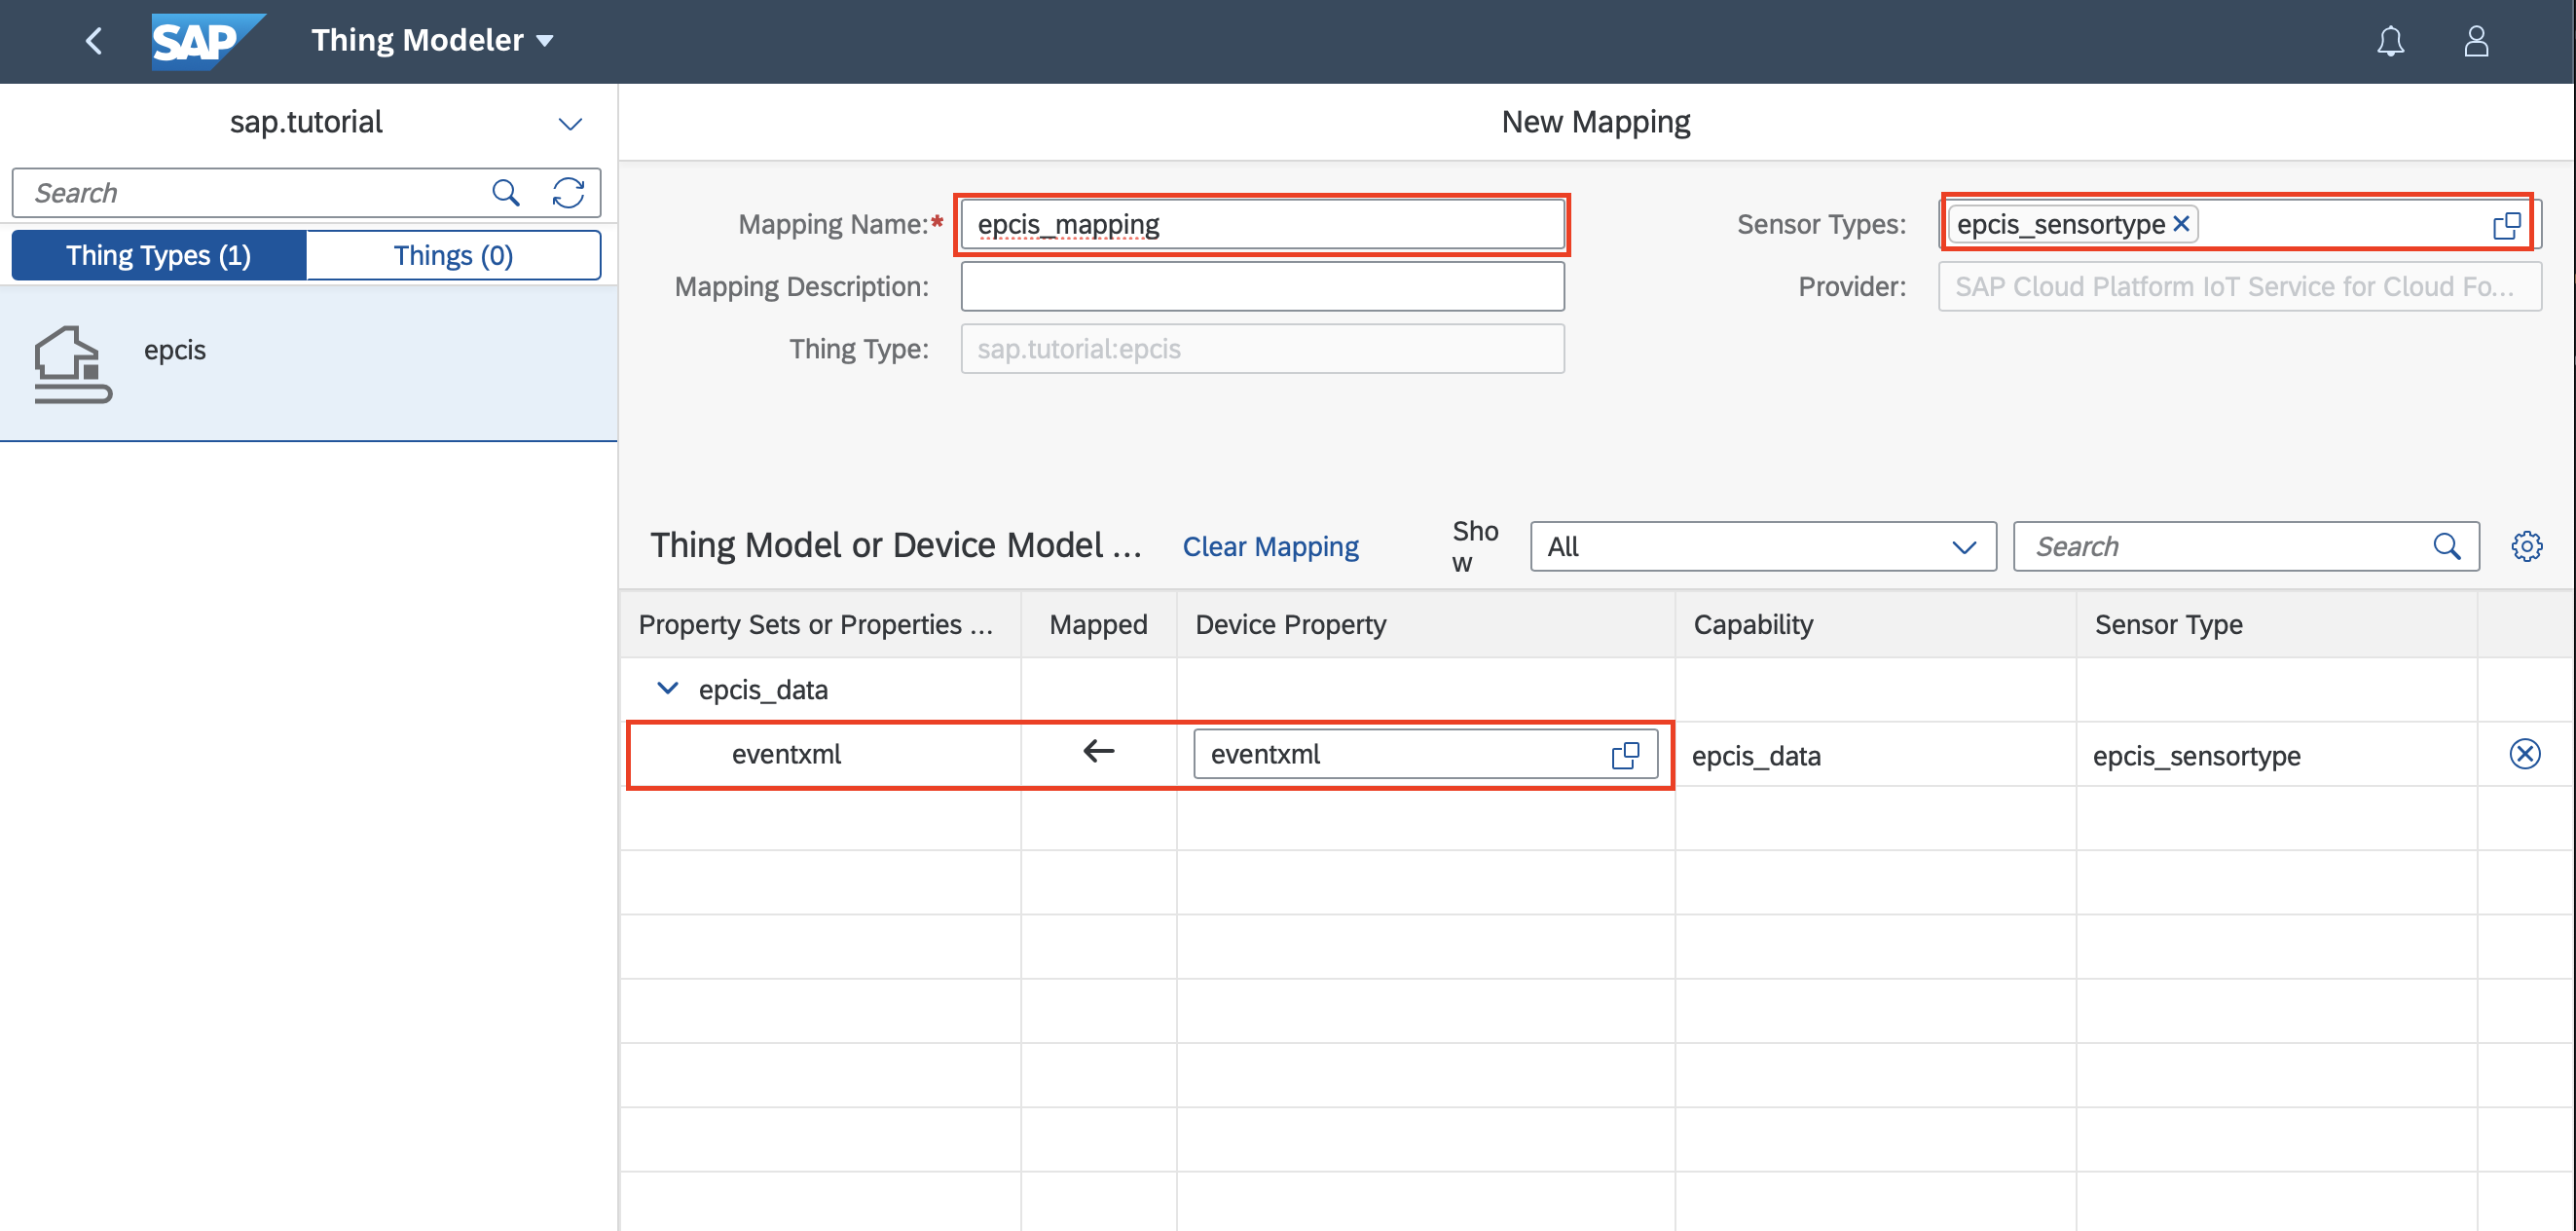 SAP Thing Modeler
sap.tutorial
Search
Thing Types (1) Things (0)
epcis
New Mapping
Mapping Name:* epcis_mapping
Sensor Types: epcis_sensortype
Mapping Description:
Provider: SAP Cloud Platform IoT Service for Cloud Fo...
Thing Type: sap.tutorial:epcis
Thing Model or Device Model ... Clear Mapping Sho
w All Search
Property Sets or Properties ... Mapped Device Property Capability Sensor Type
epcis_data
eventxml eventxml epcis_data epcis_sensortype